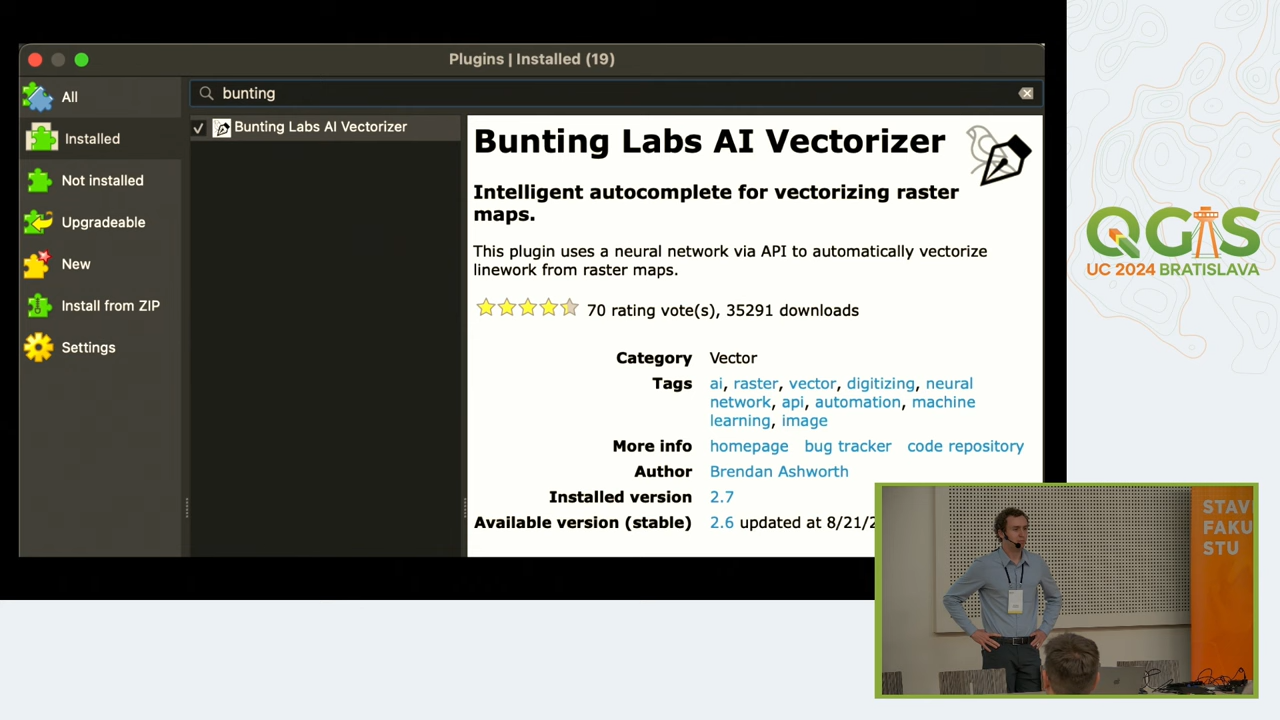 Plugins | Installed (19)
All
Installed
Not installed
Upgradeable
New
Install from ZIP
Settings
bunting
Bunting Labs AI Vectorizer
Bunting Labs AI Vectorizer
Intelligent autocomplete for vectorizing raster
maps.
This plugin uses a neural network via API to automatically vectorize
linework from raster maps.
70 rating vote(s), 35291 downloads
Category Vector
Tags ai, raster, vector, digitizing, neural
network, api, automation, machine
learning, image
More info homepage bug tracker code repository
Author Brendan Ashworth
Installed version 2.7
Available version (stable) 2.6 updated at 8/21/2
QGIS
UC 2024 BRATISLAVA
STAV
FAKU
STU